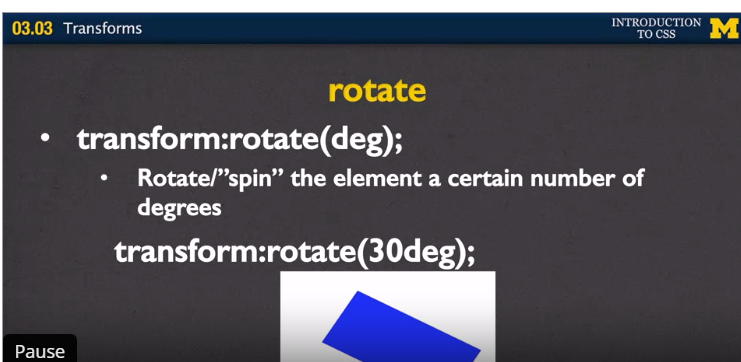 03.03 Transforms
INTRODUCTION
TO CSS
M
rotate
• transform:rotate(deg);
• Rotate/”spin” the element a certain number of
degrees
transform:rotate(30deg);
Pause